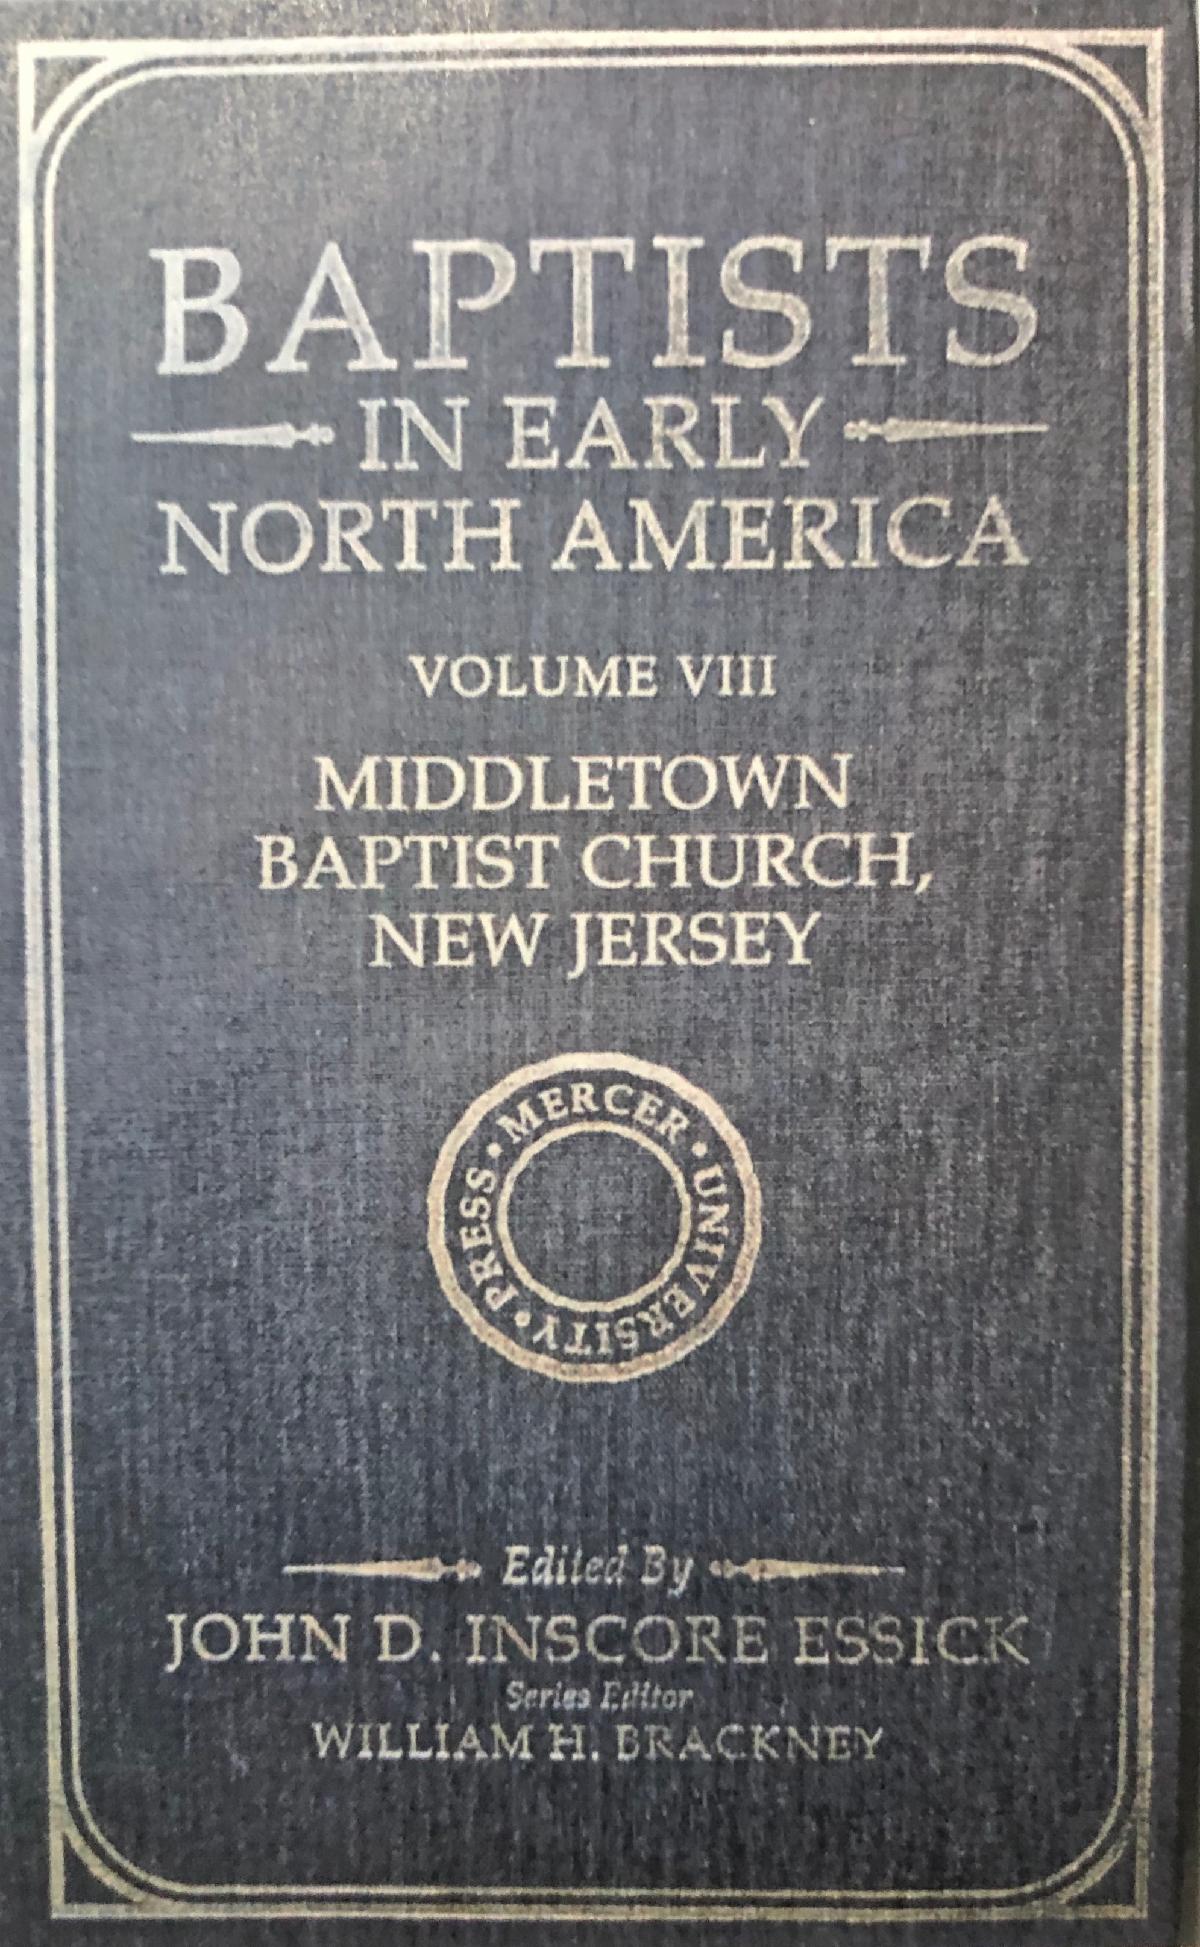 BAPTISTS
IN EARLY
NORTH AMERICA
VOLUME VIII
MIDDLETOWN
BAPTIST CHURCH,
NEW JERSEY
MERCER • UNIVERSITY • PRESS •
Edited By
JOHN D. INSCORE ESSICK
Series Editor
WILLIAM H. BRACKNEY